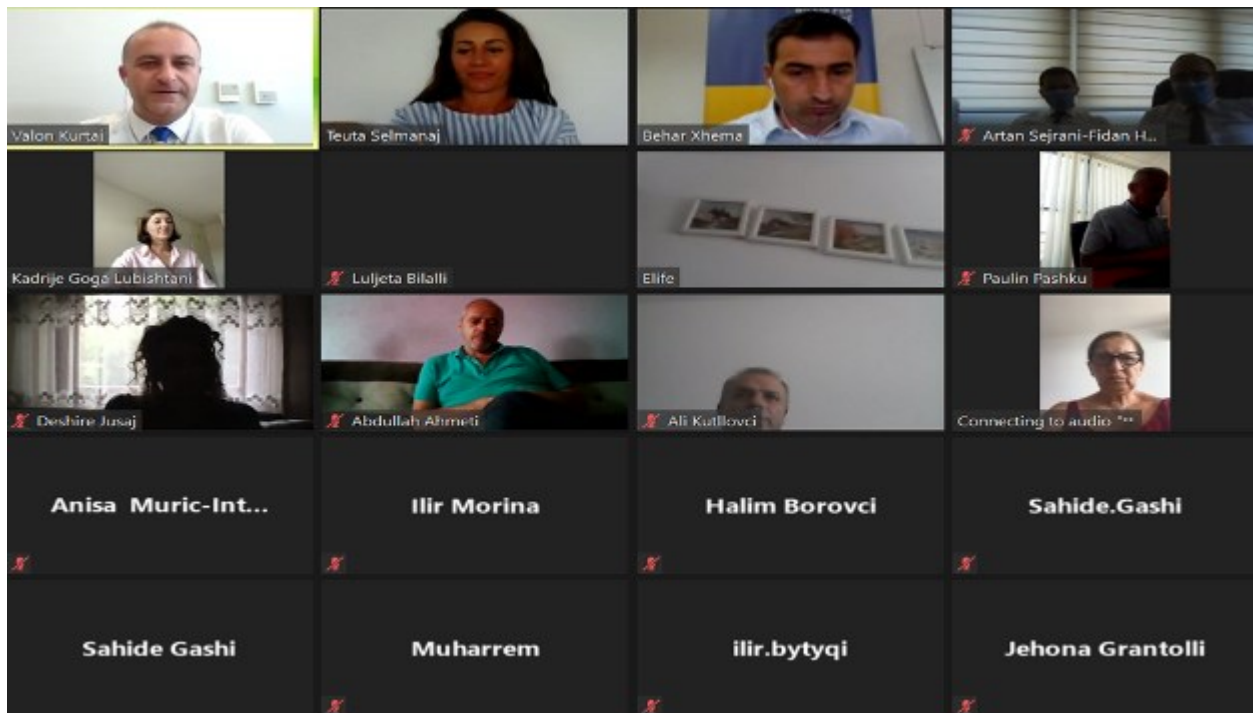 Valon Kurtaj
Teuta Selmanaj
Behar Xhema
Artan Sejrani-Fidan H...
Kadrije Goga Lubishtani
Luljeta Bilalli
Elife
Paulin Pashku
Deshire Jusaj
Abdullah Ahmeti
Ali Kutllovci
Connecting to audio
Anisa Muric-Int...
Ilir Morina
Halim Borovci
Sahide.Gashi
Sahide Gashi
Muharrem
ilir.bytyqi
Jehona Grantolli